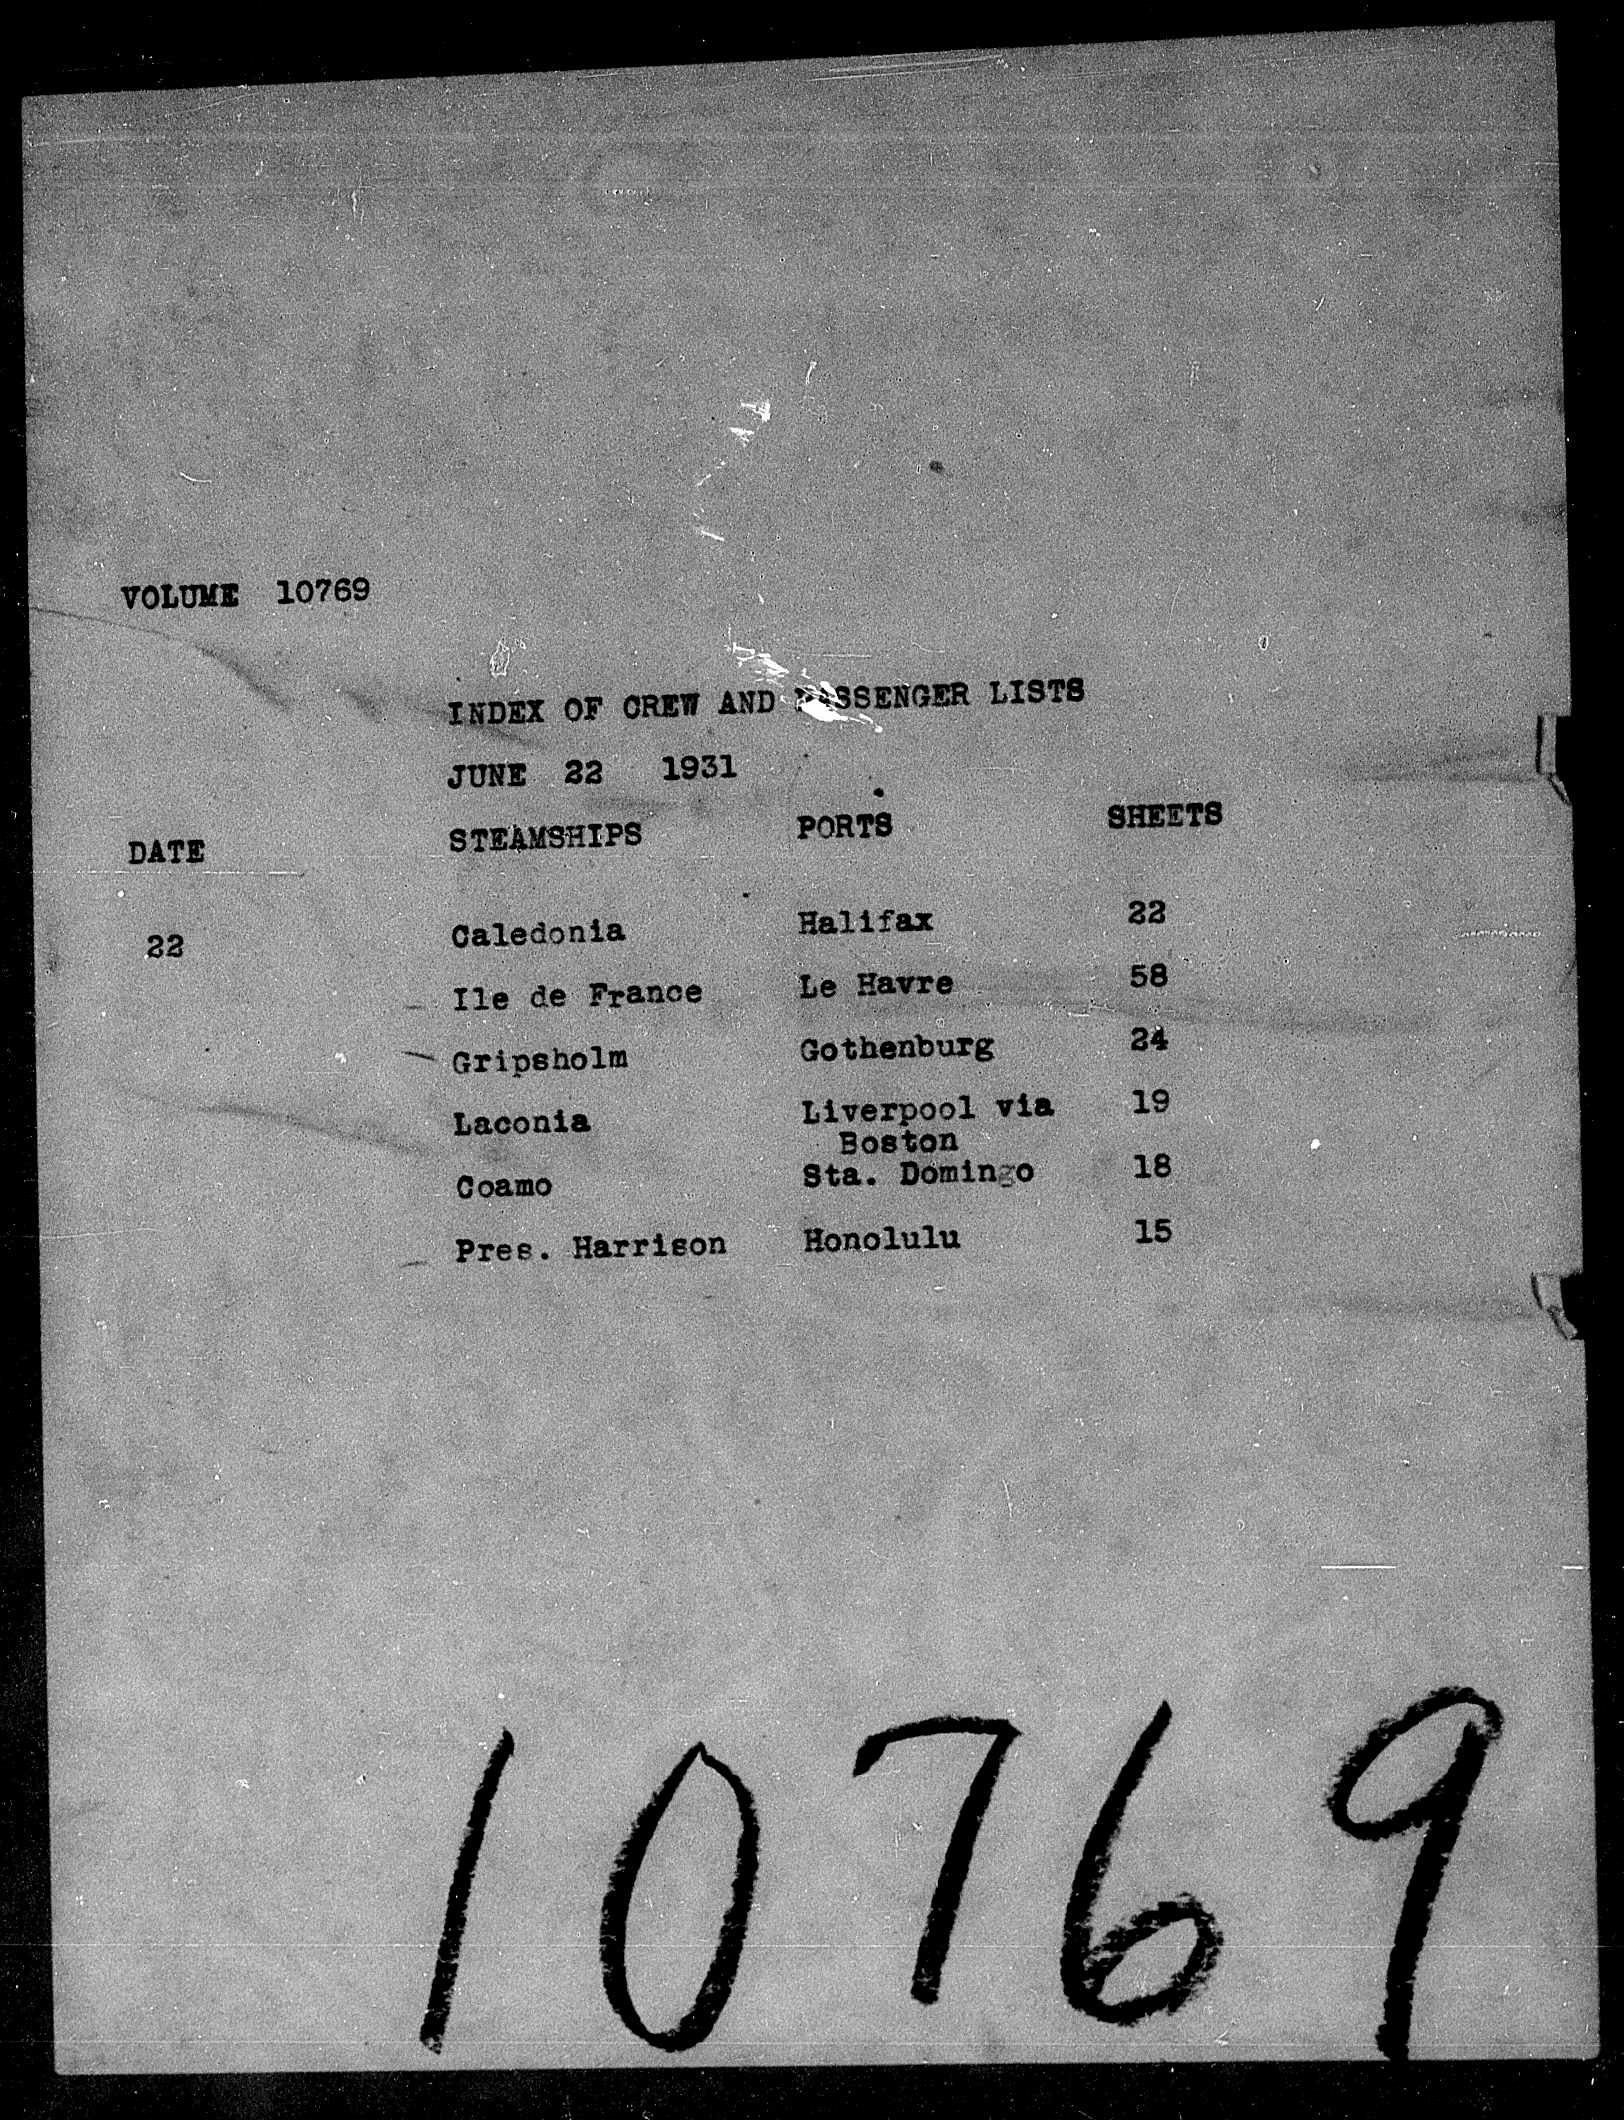 VOLUME 10769
INDEX OF CREW AND PASSENGER LISTS
JUNE 22 1931
DATE STEAMSHIPS PORTS SHEETS
22 Caledonia Halifax 22
Ile de France Le Havre 58
Gripsholm Gothenburg 24
Laconia Liverpool via 19
Boston
Coamo Sta. Domingo 18
Pres. Harrison Honolulu 15
10769